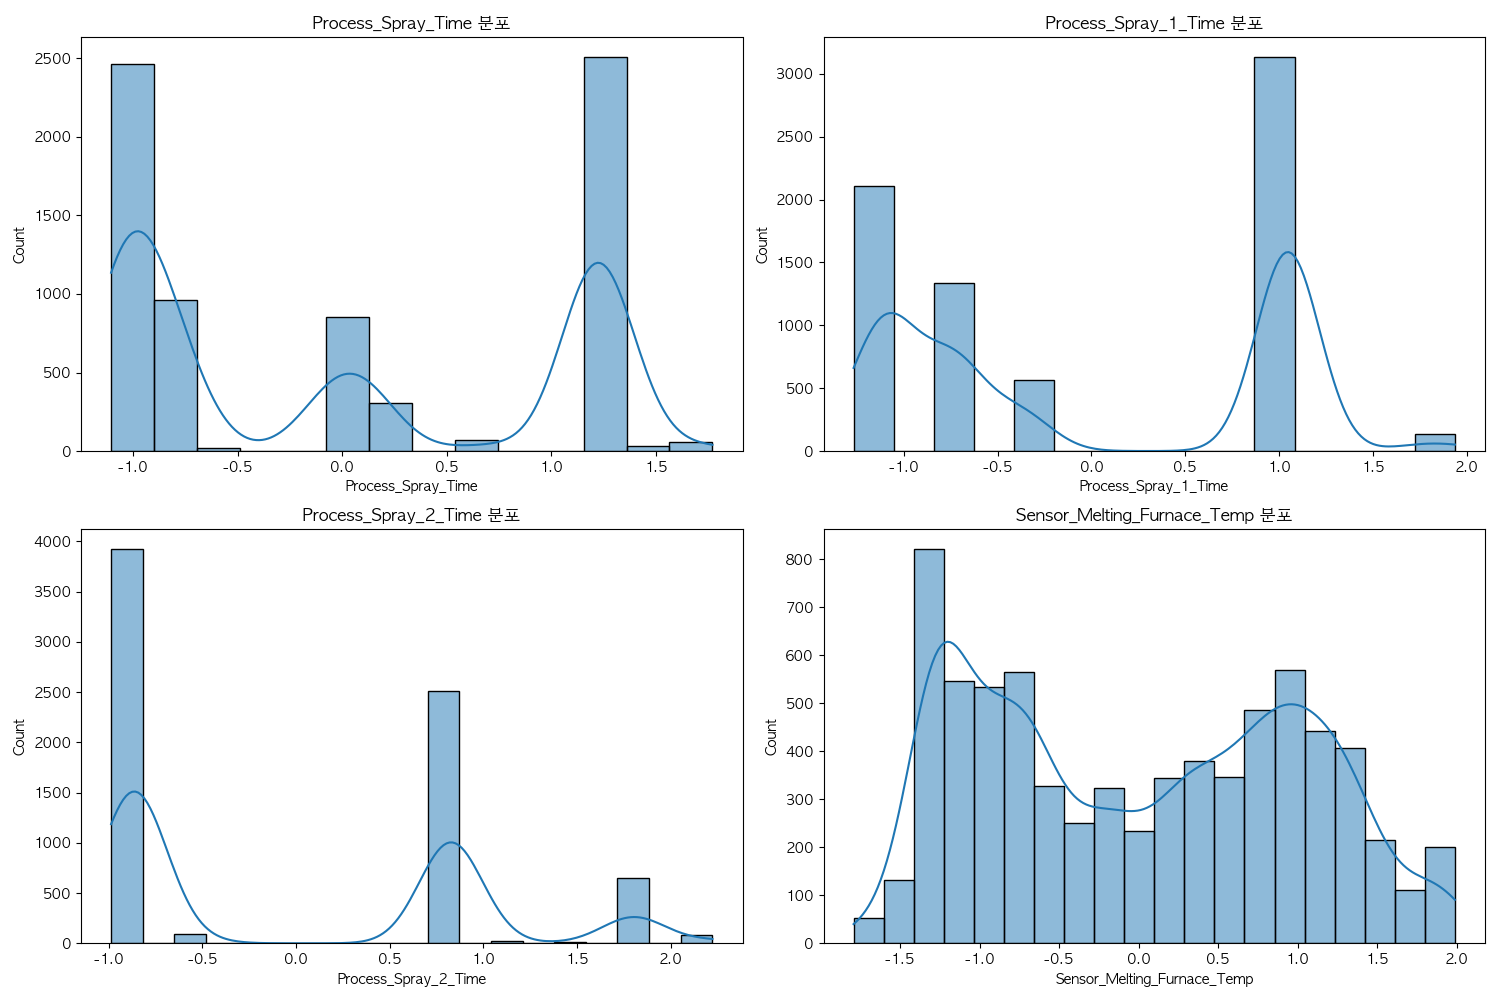 Process_Spray_Time 분포
2500
2000
1500
1000
500
0
Count
-1.0 -0.5 0.0 0.5 1.0 1.5
Process_Spray_Time
Process_Spray_1_Time 분포
3000
2500
2000
1500
1000
500
0
Count
-1.0 -0.5 0.0 0.5 1.0 1.5 2.0
Process_Spray_1_Time
Process_Spray_2_Time 분포
4000
3500
3000
2500
2000
1500
1000
500
0
Count
-1.0 -0.5 0.0 0.5 1.0 1.5 2.0
Process_Spray_2_Time
Sensor_Melting_Furnace_Temp 분포
800
700
600
500
400
300
200
100
0
Count
-1.5 -1.0 -0.5 0.0 0.5 1.0 1.5 2.0
Sensor_Melting_Furnace_Temp